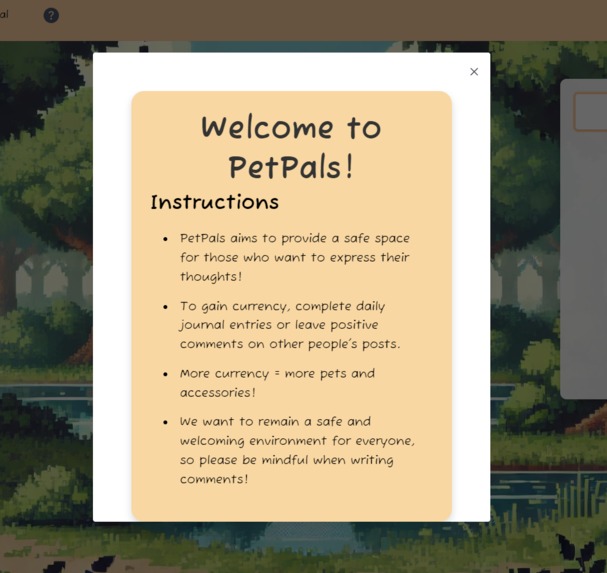 al ?
Welcome to
PetPals!
Instructions
PetPals aims to provide a safe space
for those who want to express their
thoughts!
To gain currency, complete daily
journal entries or leave positive
comments on other people's posts.
More currency = more pets and
accessories!
We want to remain a safe and
welcoming environment for everyone,
so please be mindful when writing
comments!